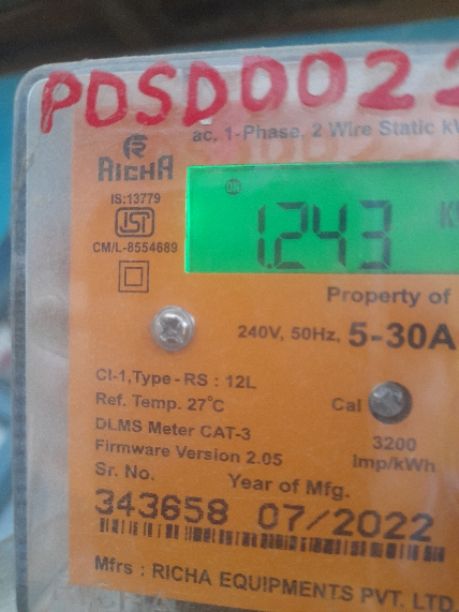 PDSD0022
ac, 1-Phase, 2 Wire Static
RICHA
IS:13779
ISI
CM/L-8554689
1.243
Property of
240V, 50Hz, 5-30A
Cl-1,Type - RS : 12L
Ref. Temp. 27°C
Cal
DLMS Meter CAT-3
3200
Firmware Version 2.05
Imp/kWh
Sr. No.
Year of Mfg.
343658 07/2022
Mfrs : RICHA EQUIPMENTS PVT. LTD